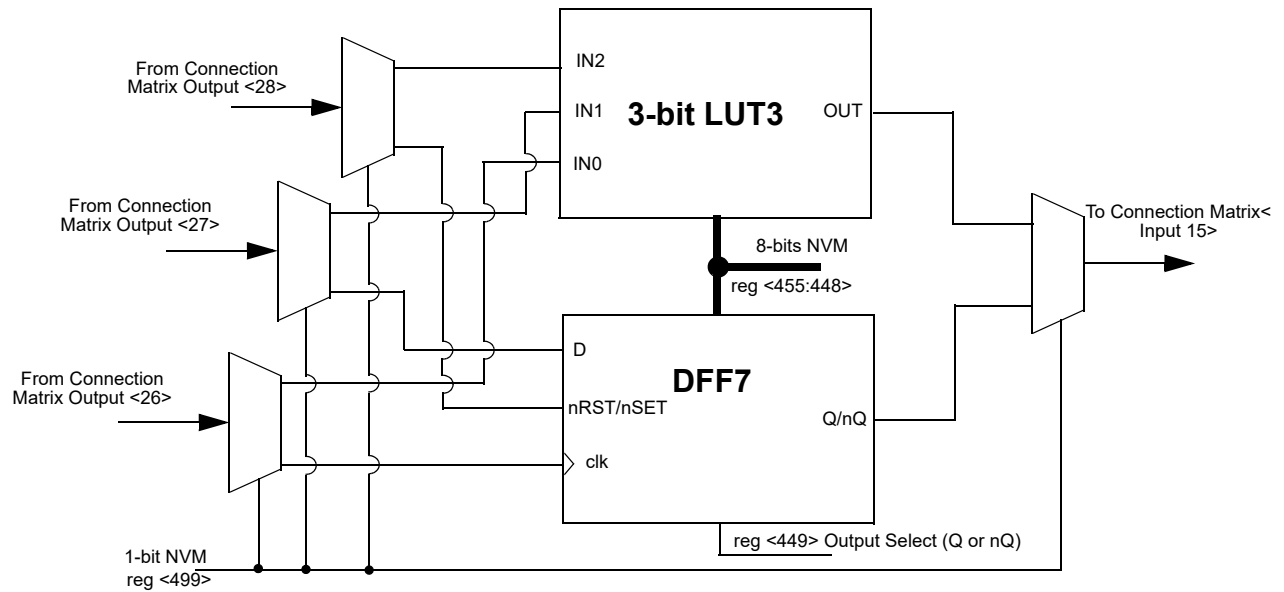 From Connection
Matrix Output <28>
IN2
IN1
IN0
3-bit LUT3
OUT
From Connection
Matrix Output <27>
To Connection Matrix<
Input 15>
8-bits NVM
reg <455:448>
From Connection
Matrix Output <26>
D
DFF7
nRST/nSET
Q/nQ
clk
reg <449> Output Select (Q or nQ)
1-bit NVM
reg <499>